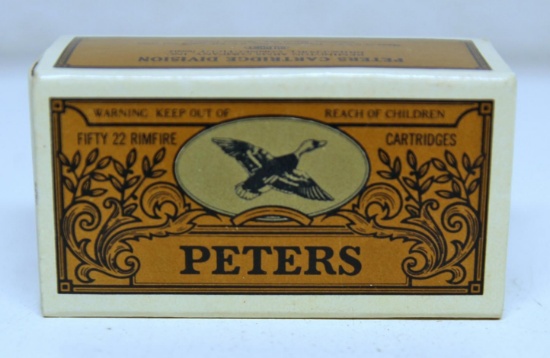 PETERS CARTRIDGE DIVISION
WARNING KEEP OUT OF REACH OF CHILDREN
FIFTY 22 RIMFIRE CARTRIDGES
PETERS